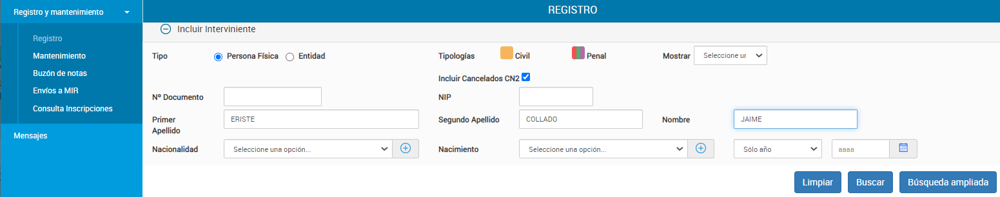 Registro y mantenimiento
REGISTRO
Incluir Interviniente
Registro
Mantenimiento
Buzón de notas
Envíos a MIR
Consulta Inscripciones
Mensajes
Tipo Persona Física Entidad Tipologías Civil Penal Mostrar Seleccione ur
Incluir Cancelados CN2
Nº Documento NIP
Primer Apellido ERISTE Segundo Apellido COLLADO Nombre JAIME
Nacionalidad Seleccione una opción... Nacimiento Seleccione una opción... Sólo año aaaa
Limpiar Buscar Búsqueda ampliada